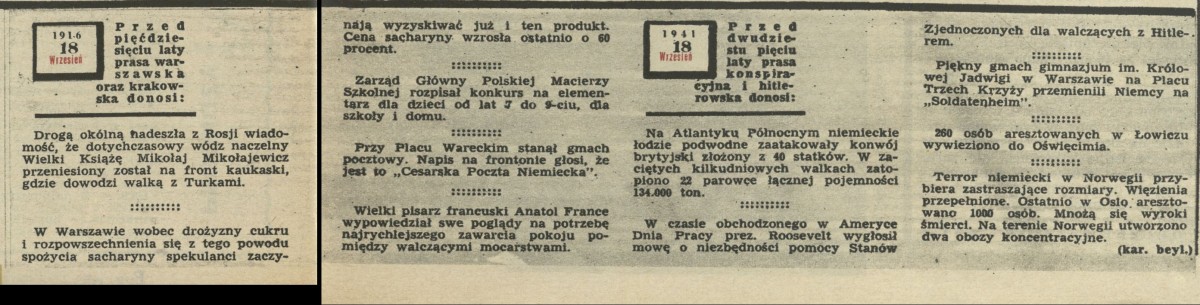 1916
18
Wrzesień
Przed
pięćdzie-
sięciu laty
prasa war-
szawska
oraz krakow-
ska donosi:
Drogą okólną nadeszła z Rosji wiado-
mość, że dotychczasowy wódz naczelny
Wielki Książę Mikołaj Mikołajewicz
przeniesiony został na front kaukaski,
gdzie dowodzi walką z Turkami.
::::::::::
W Warszawie wobec drożyzny cukru
i rozpowszechnienia się z tego powodu
spożycia sacharyny spekulanci zaczy-
nają wyzyskiwać już i ten produkt.
Cena sacharyny wzrosła ostatnio o 60
procent.
::::::::::
Zarząd Główny Polskiej Macierzy
Szkolnej rozpisał konkurs na elemen-
tarz dla dzieci od lat 7 do 9-ciu, dla
szkoły i domu.
::::::::::
Przy Placu Wareckim stanął gmach
pocztowy. Napis na frontonie głosi, że
jest to „Cesarska Poczta Niemiecka".
::::::::::
Wielki pisarz francuski Anatol France
wypowiedział swe poglądy na potrzebę
najrychlejszego zawarcia pokoju po-
między walczącymi mocarstwami.
1941
18
Wrzesień
Przed
dwudzie-
stu pięciu
laty prasa
konspira-
cyjna i hitle-
rowska donosi:
Na Atlantyku Północnym niemieckie
łodzie podwodne zaatakowały konwój
brytyjski złożony z 40 statków. W za-
ciętych kilkudniowych walkach zato-
piono 22 parowce łącznej pojemności
134.000 ton.
::::::::::
W czasie obchodzonego w Ameryce
Dnia Pracy prez. Roosevelt wygłosił
mowę o niezbędności pomocy Stanów
Zjednoczonych dla walczących z Hitle-
rem.
::::::::::
Piękny gmach gimnazjum im. Królo-
wej Jadwigi w Warszawie na Placu
Trzech Krzyży przemienili Niemcy na
„Soldatenheim".
::::::::::
260 osób aresztowanych w Łowiczu
wywieziono do Oświęcimia.
::::::::::
Terror niemiecki w Norwegii przy-
biera zastraszające rozmiary. Więzienia
przepełnione. Ostatnio w Oslo areszto-
wano 1000 osób. Mnożą się wyroki
śmierci. Na terenie Norwegii utworzono
dwa obozy koncentracyjne.
(kar. beyl.)